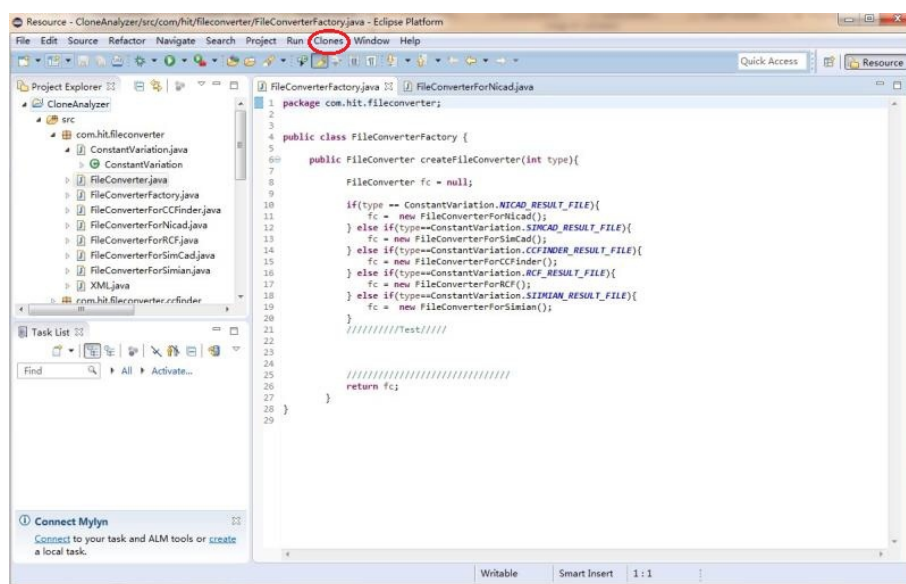 Resource - CloneAnalyzer/src/com/hit/fileconverter/FileConverterFactory.java - Eclipse Platform
File Edit Source Refactor Navigate Search Project Run Clones Window Help
Quick Access
Resource
Project Explorer
CloneAnalyzer
src
com.hit.fileconverter
ConstantVariation.java
ConstantVariation
FileConverter.java
FileConverterFactory.java
FileConverterForCCFinder.java
FileConverterForNicad.java
FileConverterForRCF.java
FileConverterForSimCad.java
FileConverterForSimian.java
XML.java
com.hit.fileconverter.ccfinder
Task List
Find All Activate...
Connect Mylyn
Connect to your task and ALM tools or create
a local task.
FileConverterFactory.java FileConverterForNicad.java
1 package com.hit.fileconverter;
2
3
4 public class FileConverterFactory {
5
6 public FileConverter createFileConverter(int type){
7
8 FileConverter fc = null;
9
10 if(type == ConstantVariation.NICAD_RESULT_FILE){
11 fc = new FileConverterForNicad();
12 } else if(type==ConstantVariation.SIMCAD_RESULT_FILE){
13 fc = new FileConverterForSimCad();
14 } else if(type==ConstantVariation.CCFINDER_RESULT_FILE){
15 fc = new FileConverterForCCFinder();
16 } else if(type==ConstantVariation.RCF_RESULT_FILE){
17 fc = new FileConverterForRCF();
18 } else if(type==ConstantVariation.SIIMIAN_RESULT_FILE){
19 fc = new FileConverterForSimian();
20 }
21 //////////Test/////
22
23
24
25 ///////////////////////////////
26 return fc;
27 }
28 }
29
Writable Smart Insert 1 : 1